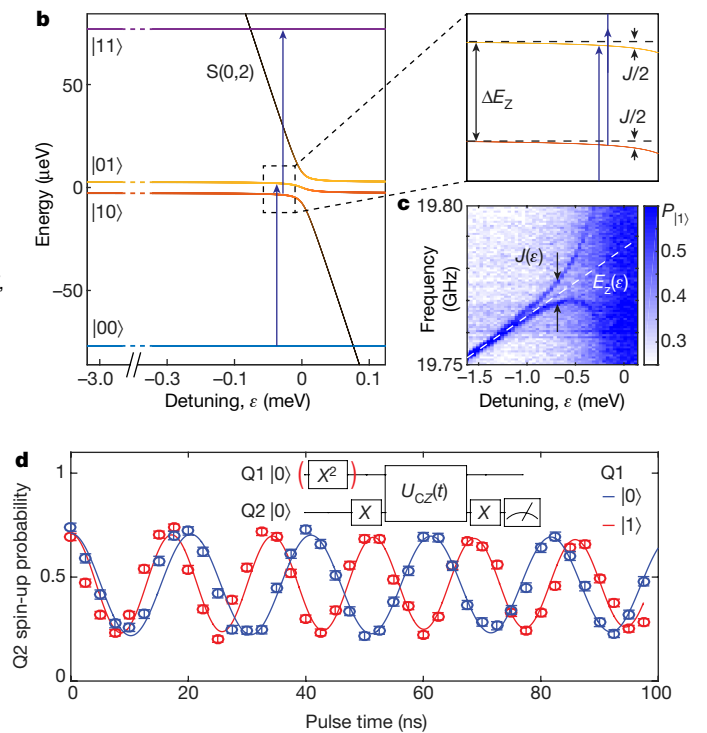 b
75
|11⟩
S(0,2)
|01⟩
0
|10⟩
−50
|00⟩
Energy (μeV)
−3.0
−0.2
−0.1
0
0.1
Detuning, ε (meV)
ΔE_Z
J/2
J/2
c
19.80
Frequency (GHz)
19.75
J(ε)
E_z(ε)
−1.5
−1.0
−0.5
0
Detuning, ε (meV)
P_|1⟩
0.5
0.4
0.3
d
1
0.5
0
Q2 spin-up probability
Q1 |0⟩ ( X² )
Q2 |0⟩ X
U_CZ(t)
X
Q1
|0⟩
|1⟩
0
20
40
60
80
100
Pulse time (ns)